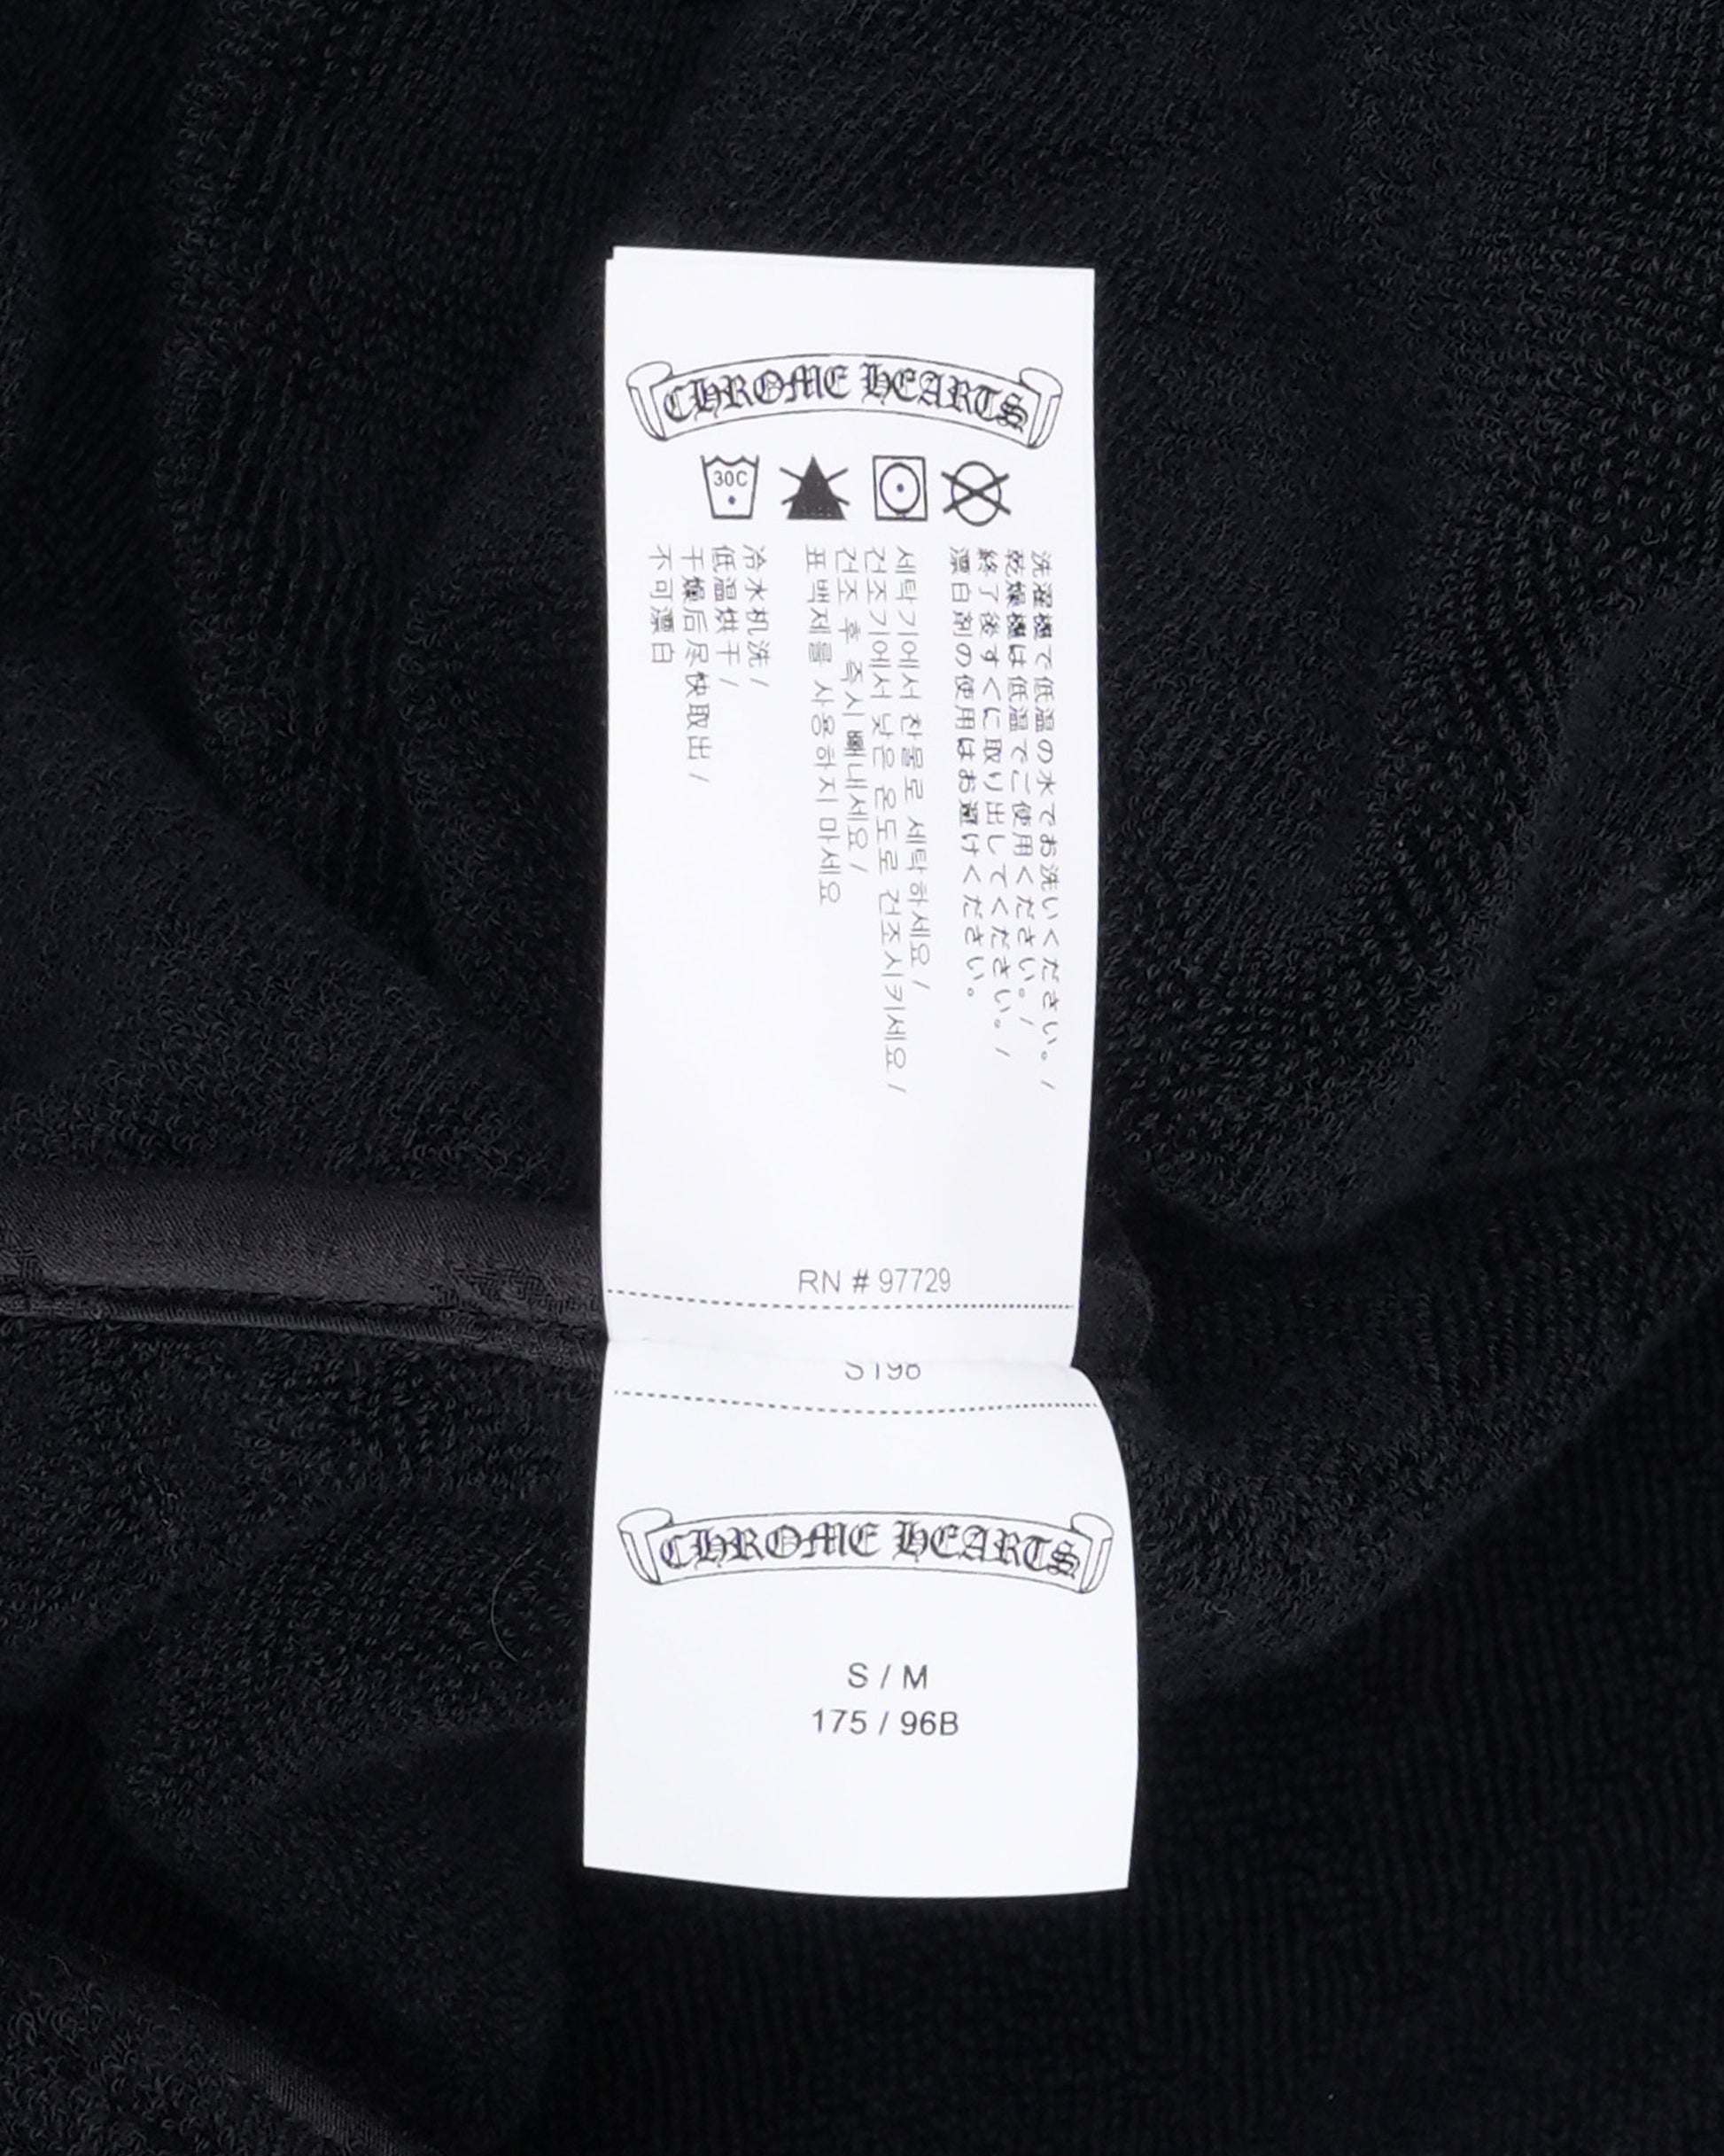 CHROME HEARTS
30C
洗濯機で低温の水でお洗いください。/
乾燥機は低温でご使用ください。/
終了後すぐに取り出してください。/
漂白剤の使用はお避けください。
세탁기에서 찬물로 세탁하세요 /
건조기에서 낮은 온도로 건조시키세요 /
건조 후 즉시 빼내세요 /
표백제를 사용하지 마세요
冷水机洗 /
低温烘干 /
干燥后尽快取出 /
不可漂白
RN # 97729
CHROME HEARTS
S / M
175 / 96B